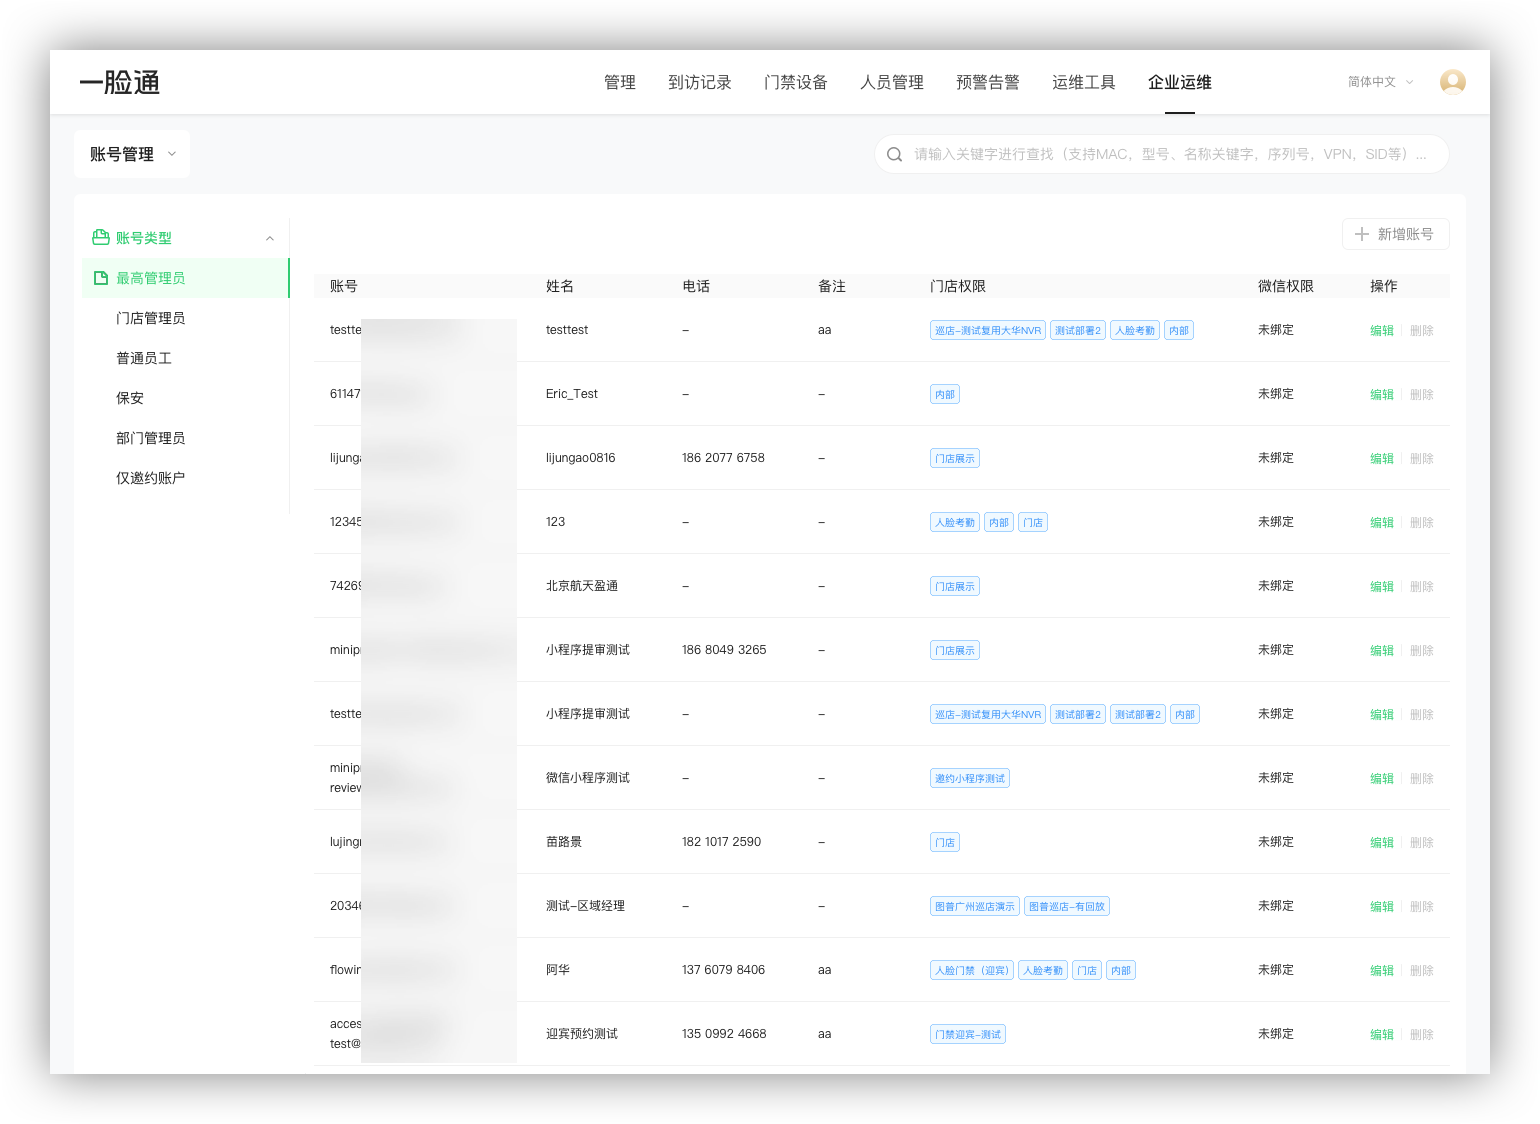 一脸通
管理 到访记录 门禁设备 人员管理 预警告警 运维工具 企业运维 简体中文
账号管理 请输入关键字进行查找（支持MAC，型号、名称关键字，序列号，VPN，SID等）...
账号类型 新增账号
最高管理员
门店管理员
普通员工
保安
部门管理员
仅邀约账户
账号 姓名 电话 备注 门店权限 微信权限 操作
testte testtest – aa 巡店-测试复用大华NVR 测试部署2 人脸考勤 内部 未绑定 编辑 删除
61147 Eric_Test – – 内部 未绑定 编辑 删除
lijung lijungao0816 186 2077 6758 – 门店展示 未绑定 编辑 删除
12345 123 – – 人脸考勤 内部 门店 未绑定 编辑 删除
7426 北京航天盈通 – – 门店展示 未绑定 编辑 删除
minip 小程序提审测试 186 8049 3265 – 门店展示 未绑定 编辑 删除
testte 小程序提审测试 – – 巡店-测试复用大华NVR 测试部署2 测试部署2 内部 未绑定 编辑 删除
minip
review 微信小程序测试 – – 邀约小程序测试 未绑定 编辑 删除
lujing 苗路景 182 1017 2590 – 门店 未绑定 编辑 删除
2034 测试-区域经理 – – 图普广州巡店演示 图普巡店-有回放 未绑定 编辑 删除
flowin 阿华 137 6079 8406 aa 人脸门禁（迎宾） 人脸考勤 门店 内部 未绑定 编辑 删除
acces
test@ 迎宾预约测试 135 0992 4668 aa 门禁迎宾-测试 未绑定 编辑 删除